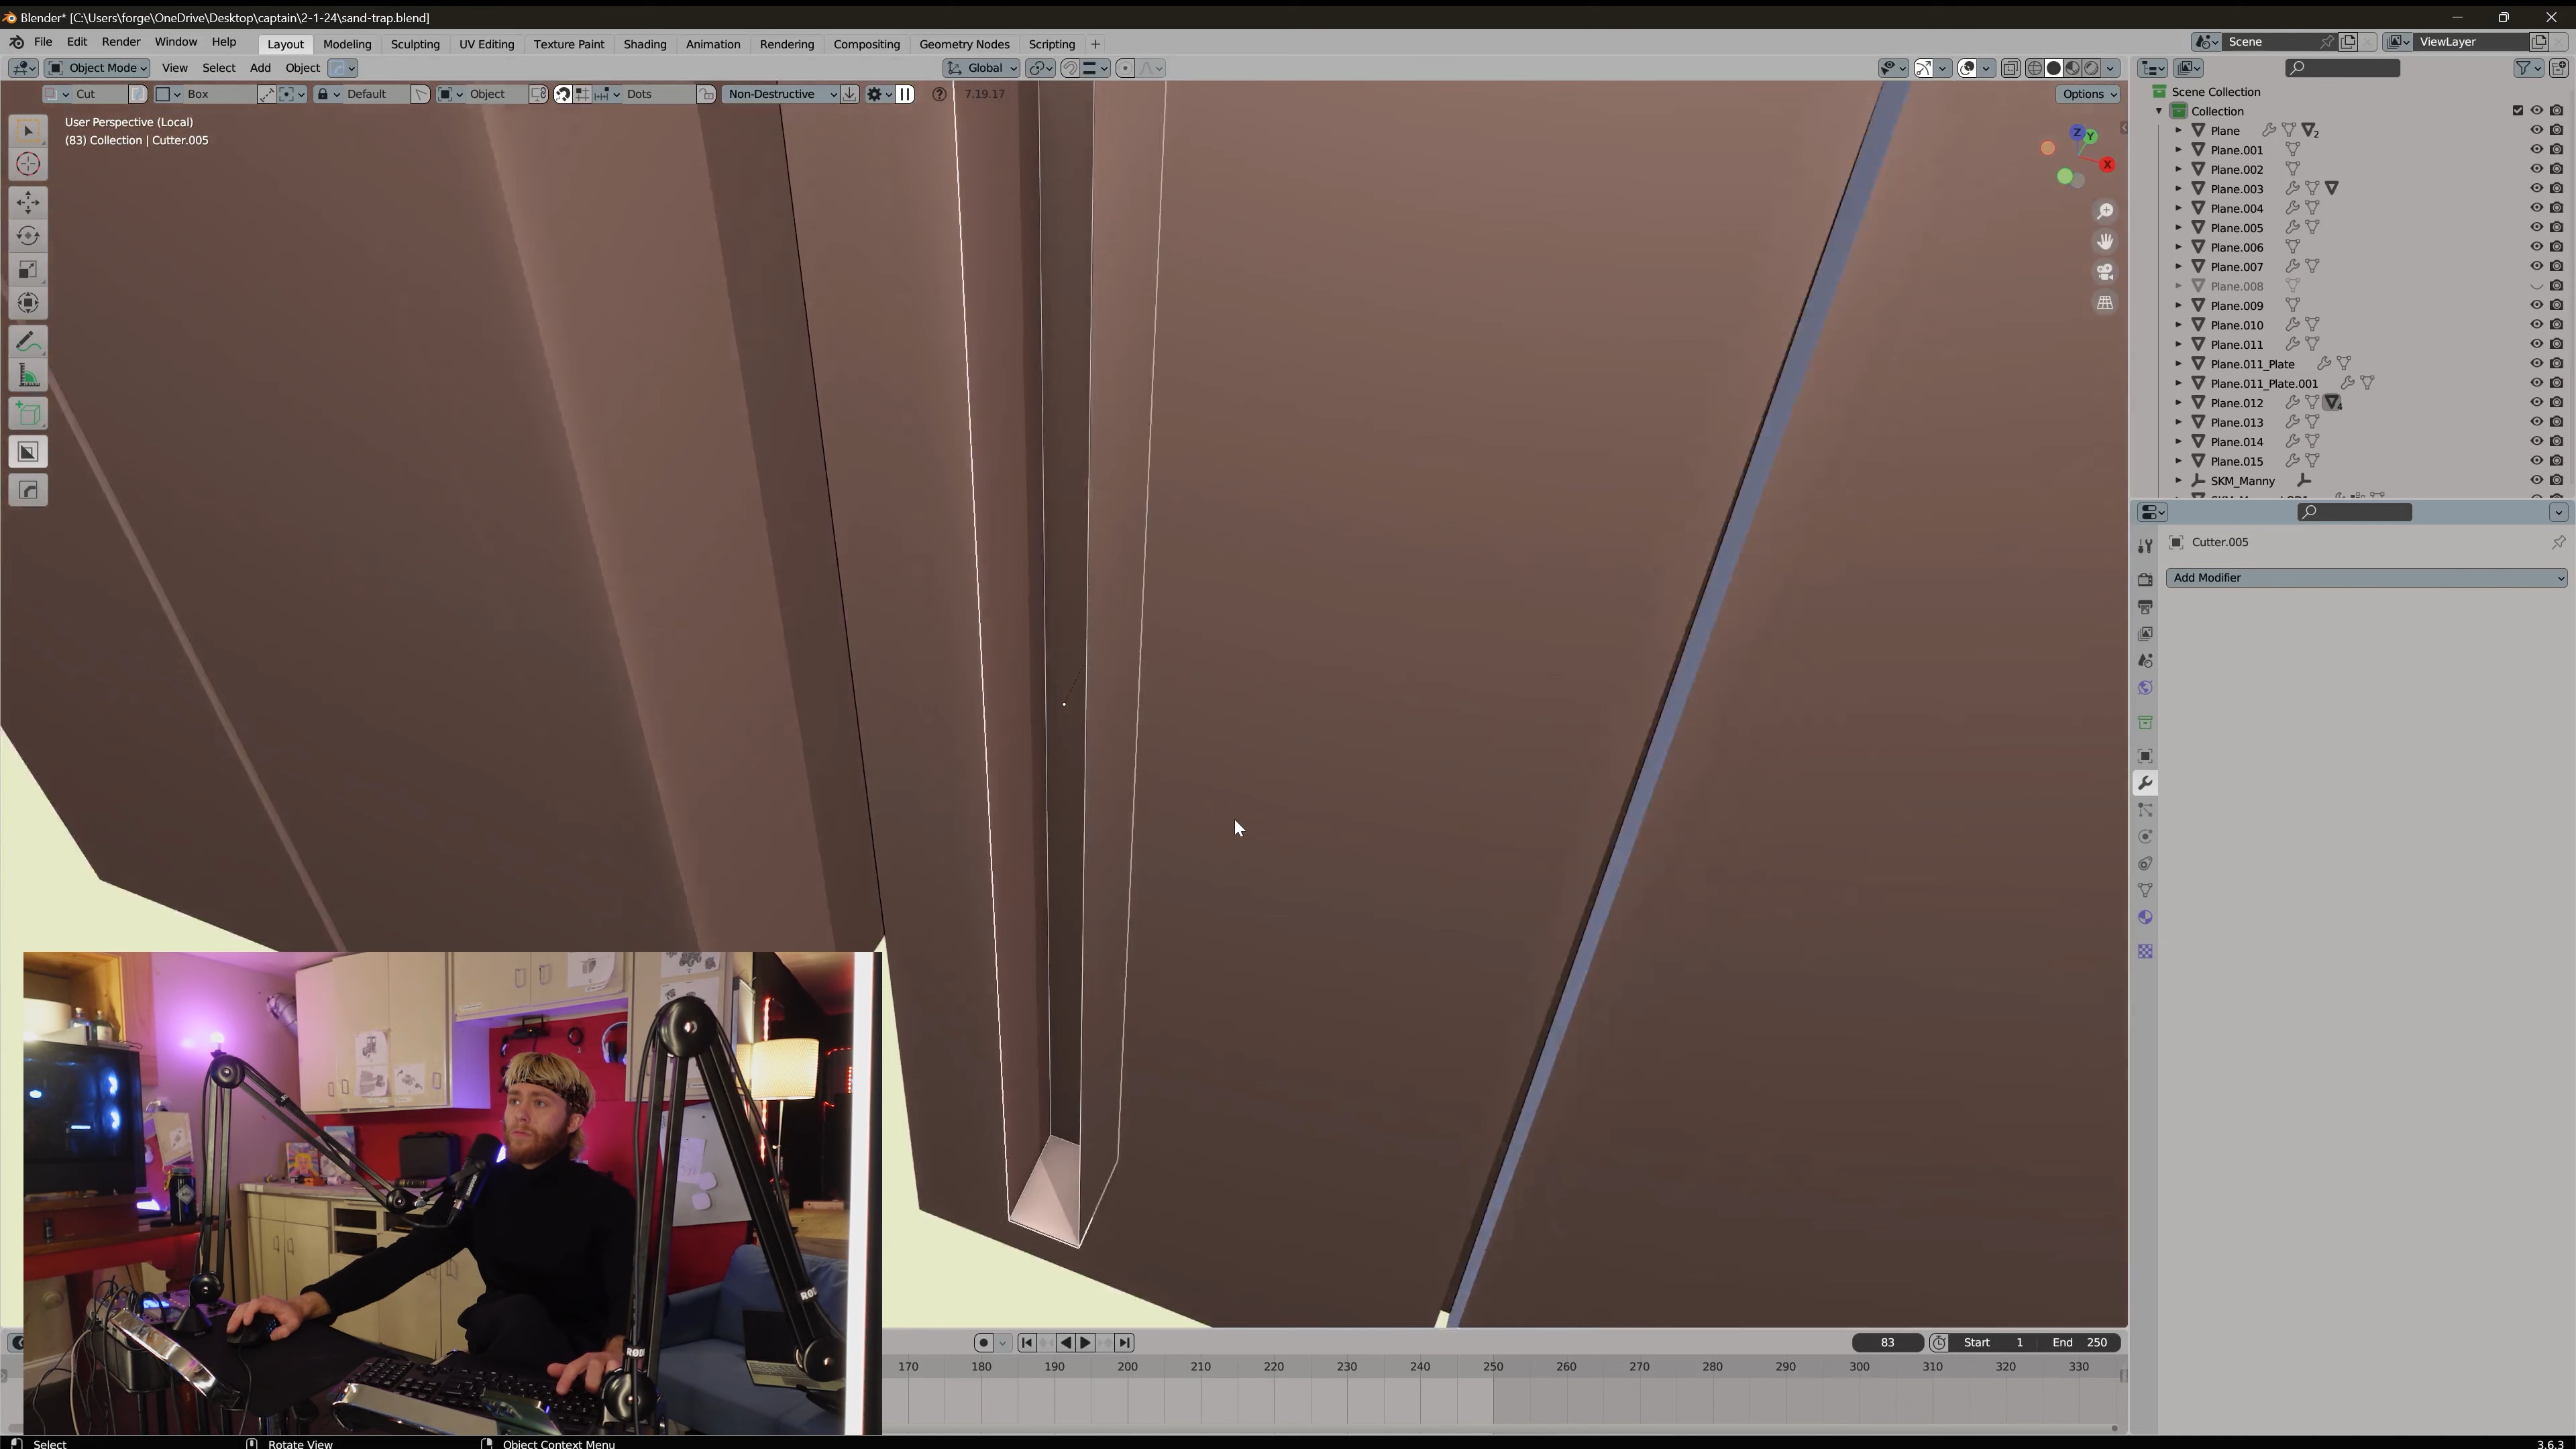 Blender* [C:\Users\forge\OneDrive\Desktop\captain\2-1-24\sand-trap.blend]
File Edit Render Window Help Layout Modeling Sculpting UV Editing Texture Paint Shading Animation Rendering Compositing Geometry Nodes Scripting + Scene ViewLayer
Object Mode View Select Add Object Global
Cut Box Default Object Dots Non-Destructive 7.19.17 Options
User Perspective (Local)
(83) Collection | Cutter.005
Z Y X
Scene Collection
Collection
Plane 2
Plane.001
Plane.002
Plane.003
Plane.004
Plane.005
Plane.006
Plane.007
Plane.008
Plane.009
Plane.010
Plane.011
Plane.011_Plate
Plane.011_Plate.001
Plane.012 4
Plane.013
Plane.014
Plane.015
SKM_Manny
Cutter.005
Add Modifier
RODE
83 Start 1 End 250
170 180 190 200 210 220 230 240 250 260 270 280 290 300 310 320 330
Select Rotate View Object Context Menu 3.6.3